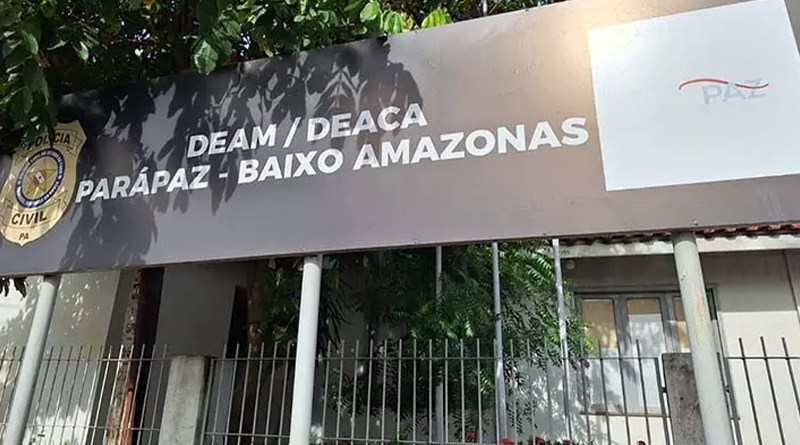 POLÍCIA
CIVIL
PA
DEAM / DEACA
PARÁPAZ - BAIXO AMAZONAS
PAZ